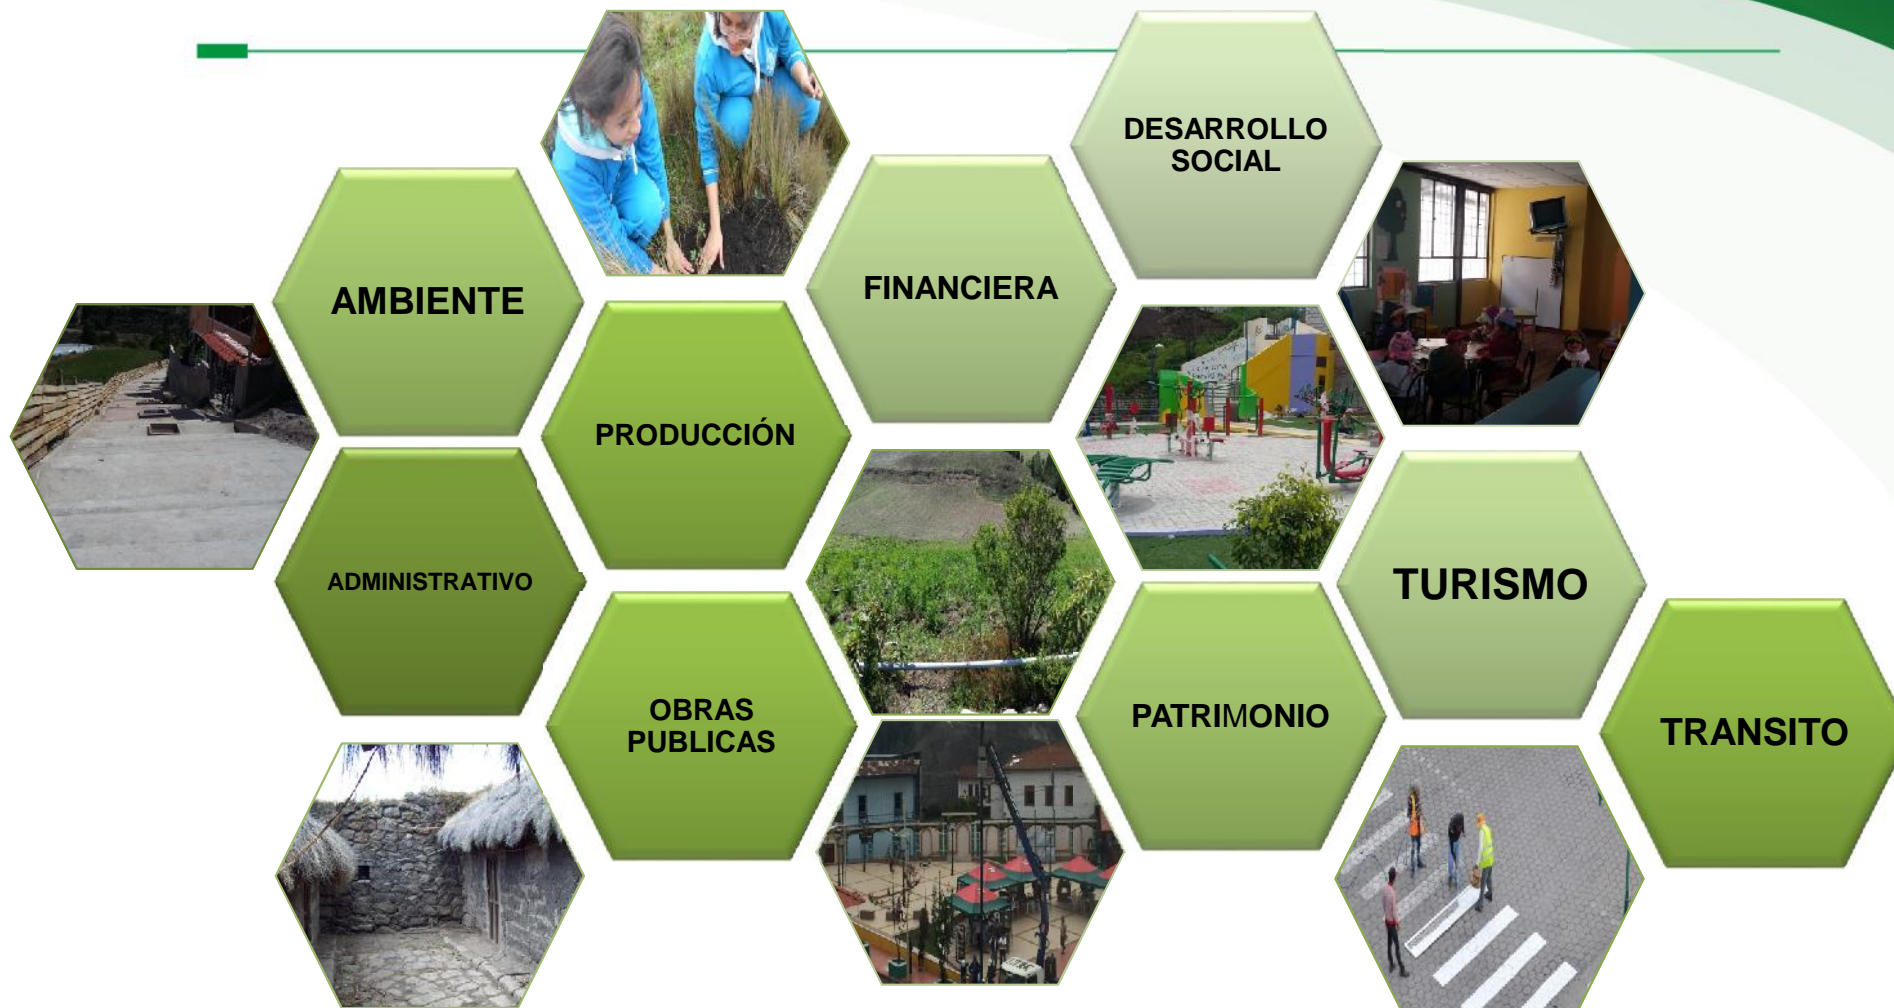 DESARROLLO
SOCIAL
AMBIENTE
FINANCIERA
PRODUCCIÓN
ADMINISTRATIVO
TURISMO
OBRAS
PUBLICAS
PATRIMONIO
TRANSITO